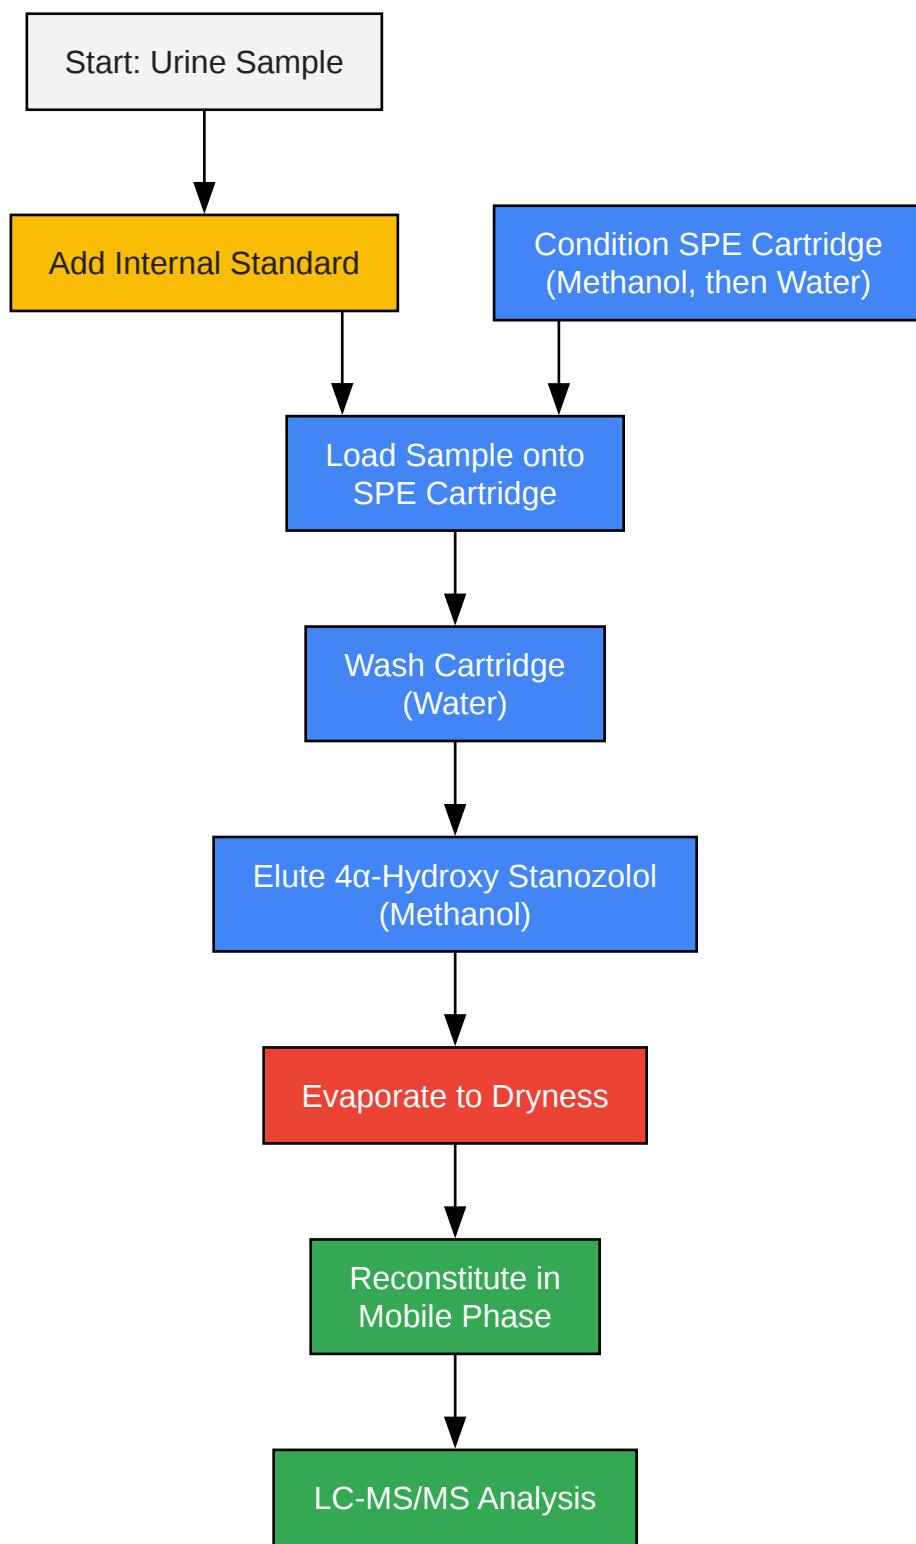 Start: Urine Sample
Add Internal Standard
Condition SPE Cartridge
(Methanol, then Water)
Load Sample onto
SPE Cartridge
Wash Cartridge
(Water)
Elute 4α-Hydroxy Stanozolol
(Methanol)
Evaporate to Dryness
Reconstitute in
Mobile Phase
LC-MS/MS Analysis